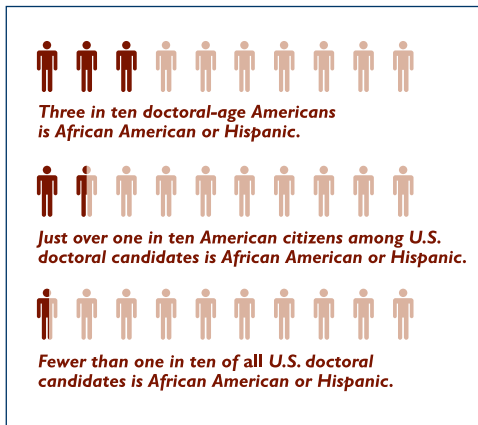 Three in ten doctoral-age Americans
is African American or Hispanic.
Just over one in ten American citizens among U.S.
doctoral candidates is African American or Hispanic.
Fewer than one in ten of all U.S. doctoral
candidates is African American or Hispanic.